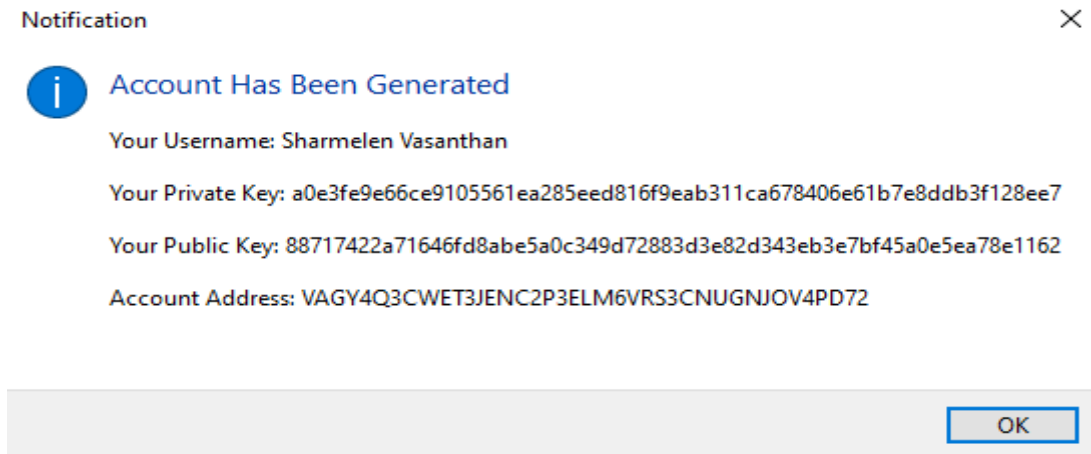 Notification
Account Has Been Generated
Your Username: Sharmelen Vasanthan
Your Private Key: a0e3fe9e66ce9105561ea285eed816f9eab311ca678406e61b7e8ddb3f128ee7
Your Public Key: 88717422a71646fd8abe5a0c349d72883d3e82d343eb3e7bf45a0e5ea78e1162
Account Address: VAGY4Q3CWET3JENC2P3ELM6VRS3CNUGNJOV4PD72
OK